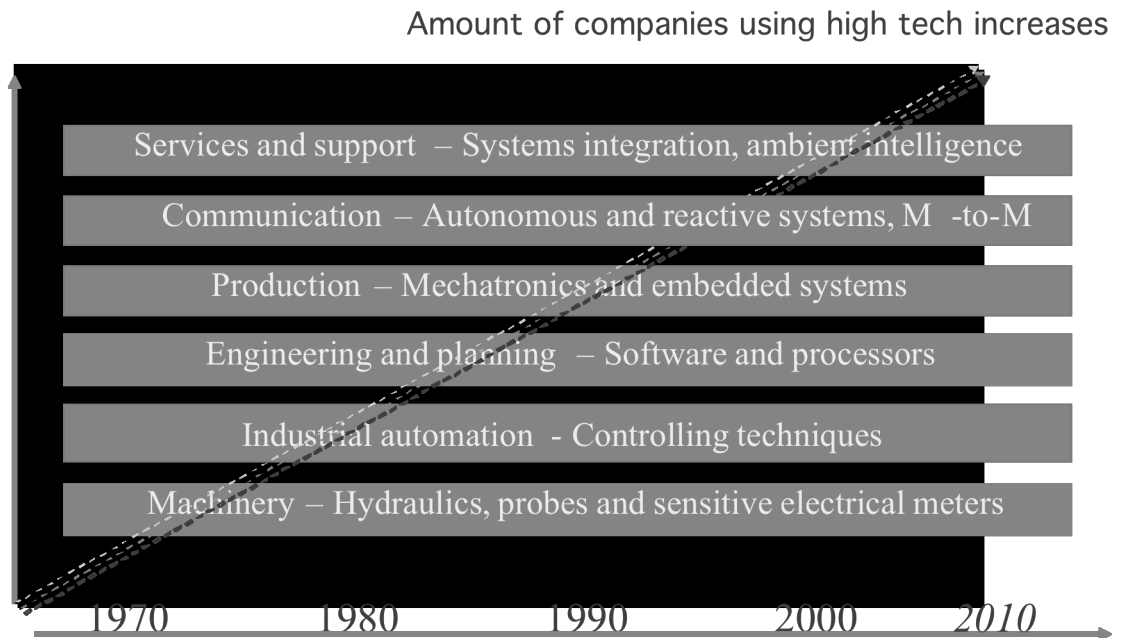 Amount of companies using high tech increases
Services and support – Systems integration, ambient intelligence
Communication – Autonomous and reactive systems, M -to-M
Production – Mechatronics and embedded systems
Engineering and planning – Software and processors
Industrial automation - Controlling techniques
Machinery – Hydraulics, probes and sensitive electrical meters
1970 1980 1990 2000 2010